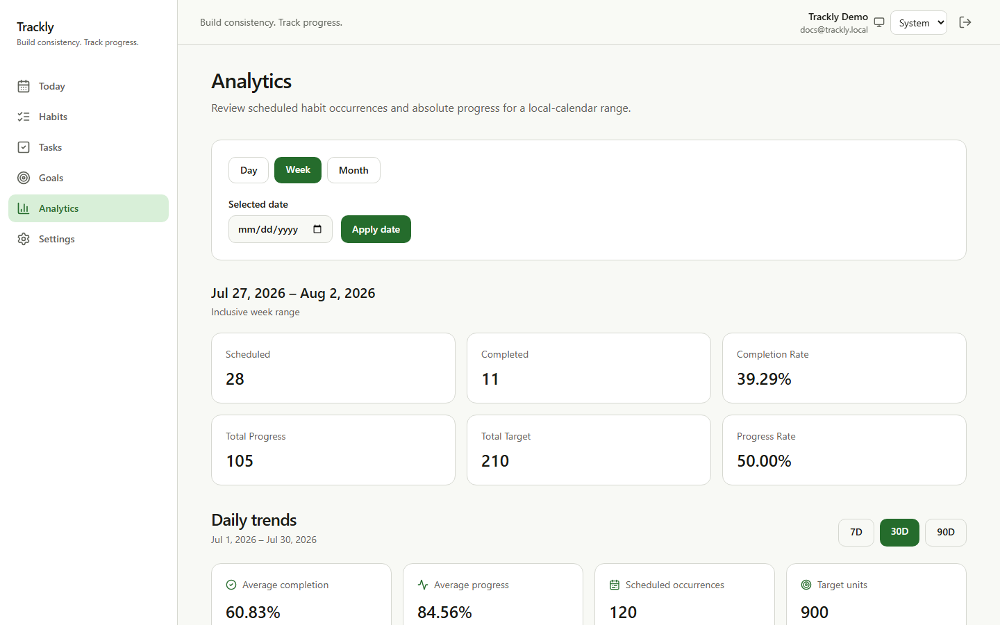 Trackly
Build consistency. Track progress.
Today
Habits
Tasks
Goals
Analytics
Settings
Build consistency. Track progress.
Trackly Demo
docs@trackly.local
System
Analytics
Review scheduled habit occurrences and absolute progress for a local-calendar range.
Day Week Month
Selected date
mm/dd/yyyy Apply date
Jul 27, 2026 – Aug 2, 2026
Inclusive week range
Scheduled
28
Completed
11
Completion Rate
39.29%
Total Progress
105
Total Target
210
Progress Rate
50.00%
Daily trends
Jul 1, 2026 – Jul 30, 2026
7D 30D 90D
Average completion
60.83%
Average progress
84.56%
Scheduled occurrences
120
Target units
900